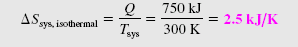 ΔS_sys, isothermal = Q/T_sys = 750 kJ/300 K = 2.5 kJ/K